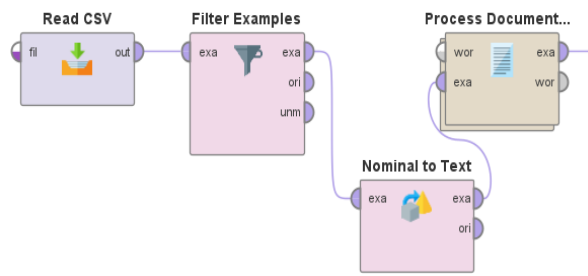 Read CSV
fil
out
Filter Examples
exa
exa
ori
unm
Nominal to Text
exa
exa
ori
Process Document...
wor
exa
exa
wor